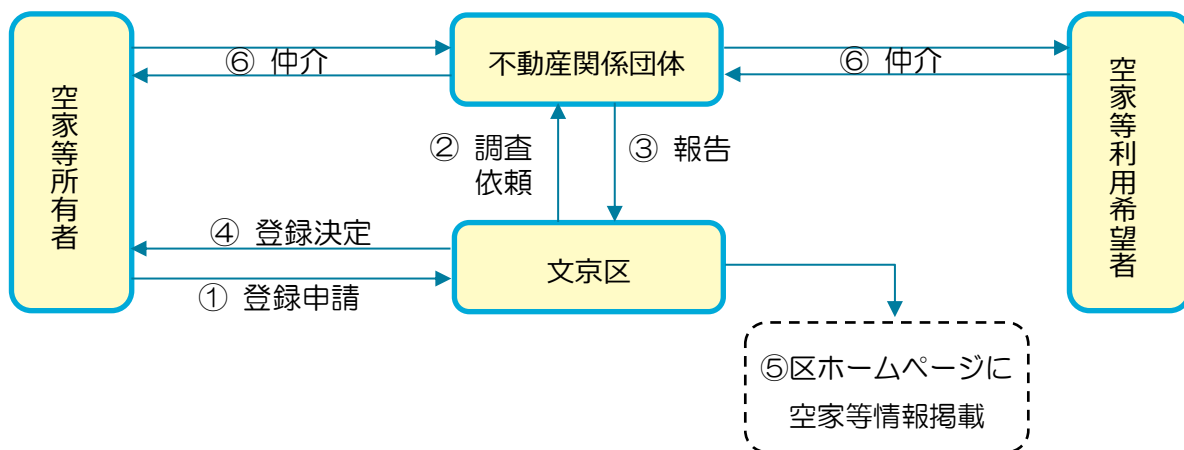 空家等所有者
⑥ 仲介
不動産関係団体
⑥ 仲介
空家等利用希望者
② 調査
依頼
③ 報告
④ 登録決定
① 登録申請
文京区
⑤区ホームページに
空家等情報掲載